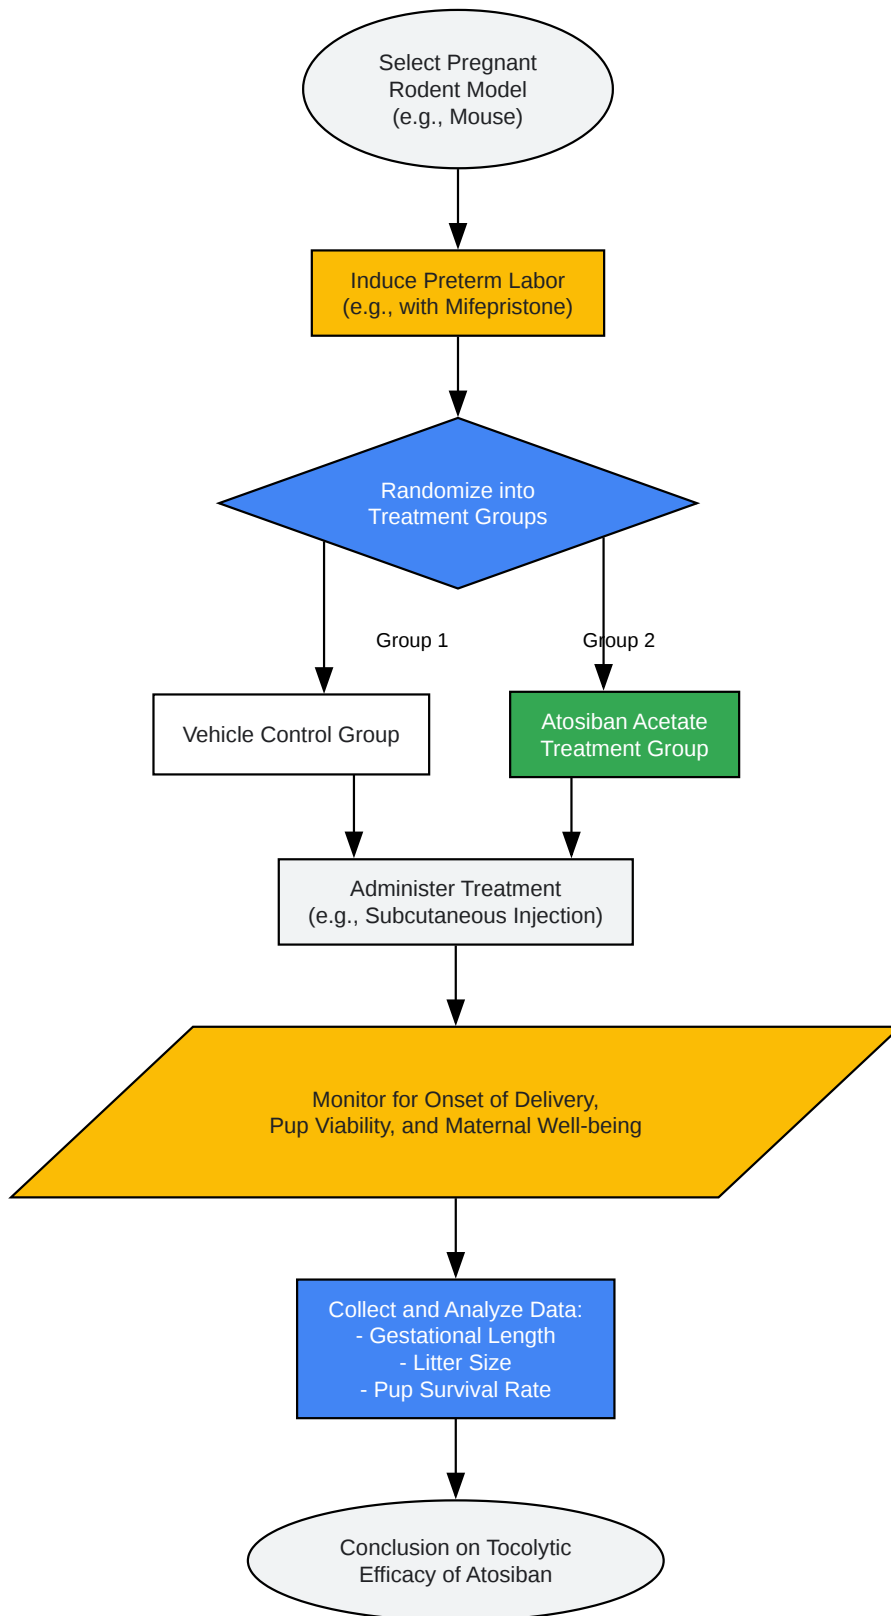 Select Pregnant
Rodent Model
(e.g., Mouse)
Induce Preterm Labor
(e.g., with Mifepristone)
Randomize into
Treatment Groups
Group 1
Group 2
Vehicle Control Group
Atosiban Acetate
Treatment Group
Administer Treatment
(e.g., Subcutaneous Injection)
Monitor for Onset of Delivery,
Pup Viability, and Maternal Well-being
Collect and Analyze Data:
- Gestational Length
- Litter Size
- Pup Survival Rate
Conclusion on Tocolytic
Efficacy of Atosiban